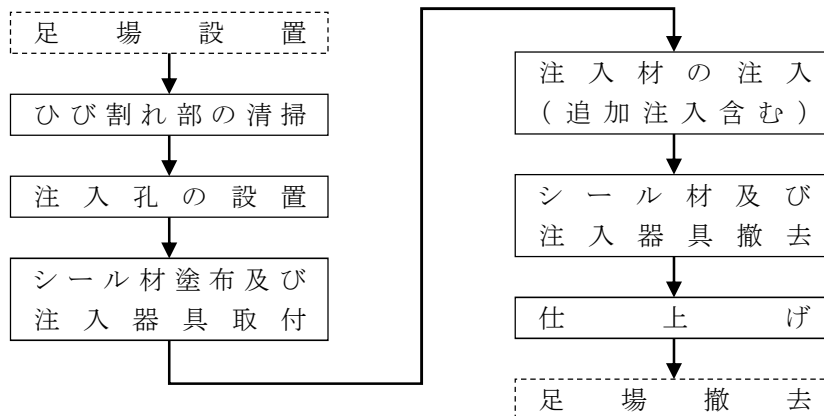 足場設置
ひび割れ部の清掃
注入孔の設置
シール材塗布及び
注入器具取付
注入材の注入
(追加注入含む)
シール材及び
注入器具撤去
仕上げ
足場撤去